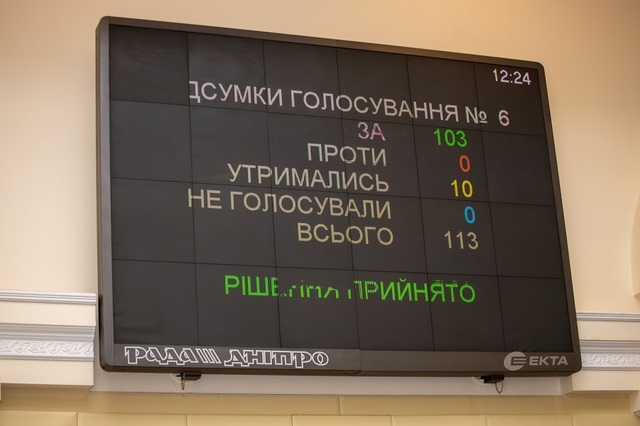 12:24
ДСУМКИ ГОЛОСУВАННЯ № 6
ЗА 103
ПРОТИ 0
УТРИМАЛИСЬ 10
НЕ ГОЛОСУВАЛИ 0
ВСЬОГО 113
ПРИЙНЯТО
РАДА ДНІПРО
ЕКТА